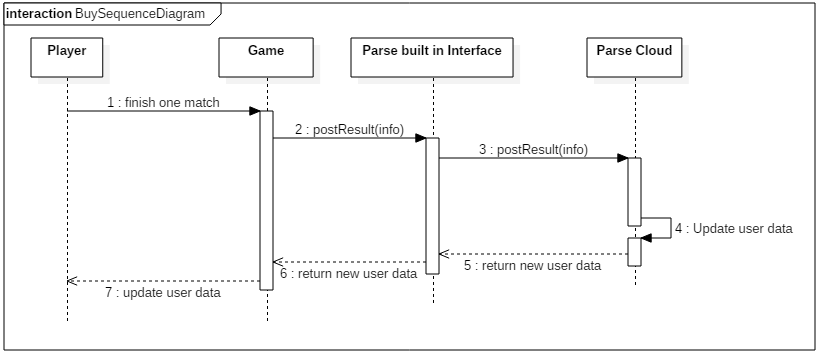 interaction BuySequenceDiagram
Player
Game
Parse built in Interface
Parse Cloud
1 : finish one match
2 : postResult(info)
3 : postResult(info)
4 : Update user data
5 : return new user data
6 : return new user data
7 : update user data